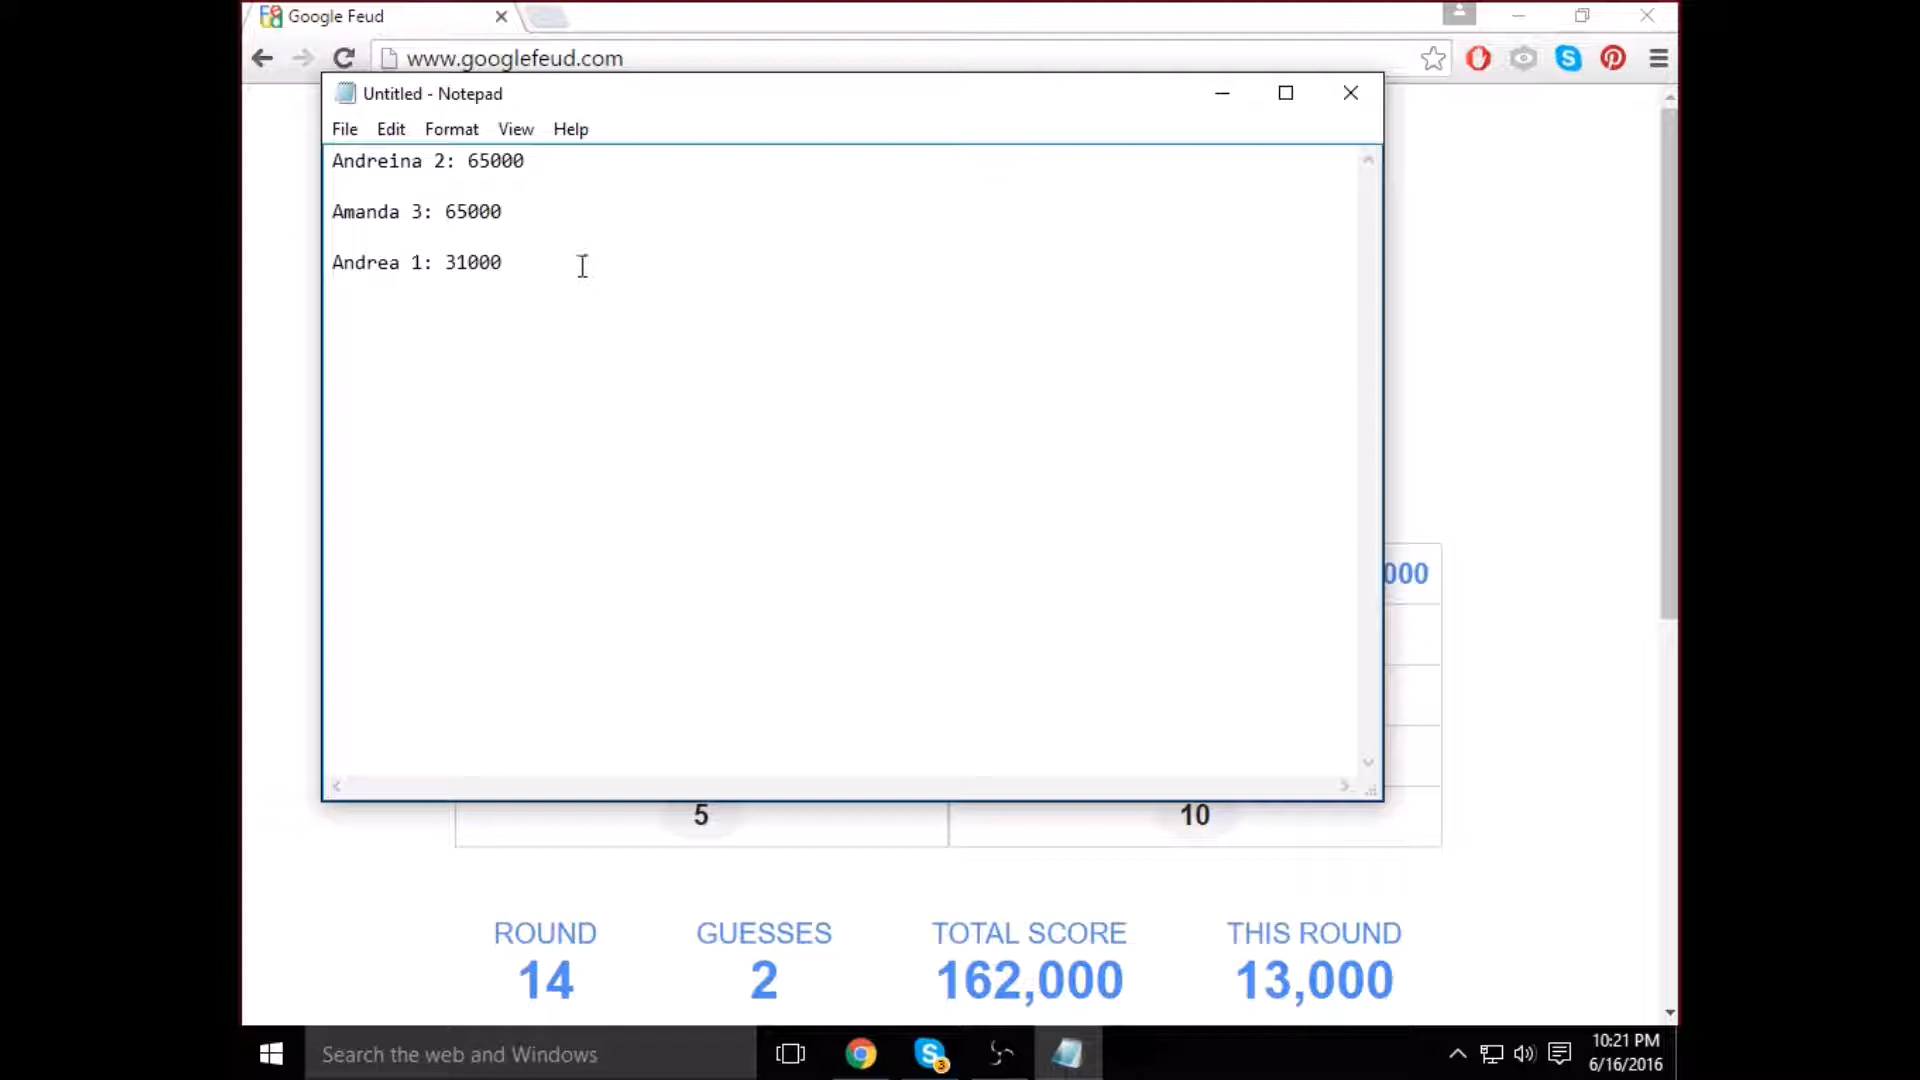 Google Feud
www.googlefeud.com
Untitled - Notepad
File Edit Format View Help
Andreina 2: 65000
Amanda 3: 65000
Andrea 1: 31000
000
5 10
ROUND GUESSES TOTAL SCORE THIS ROUND
14 2 162,000 13,000
Search the web and Windows
3
10:21 PM
6/16/2016